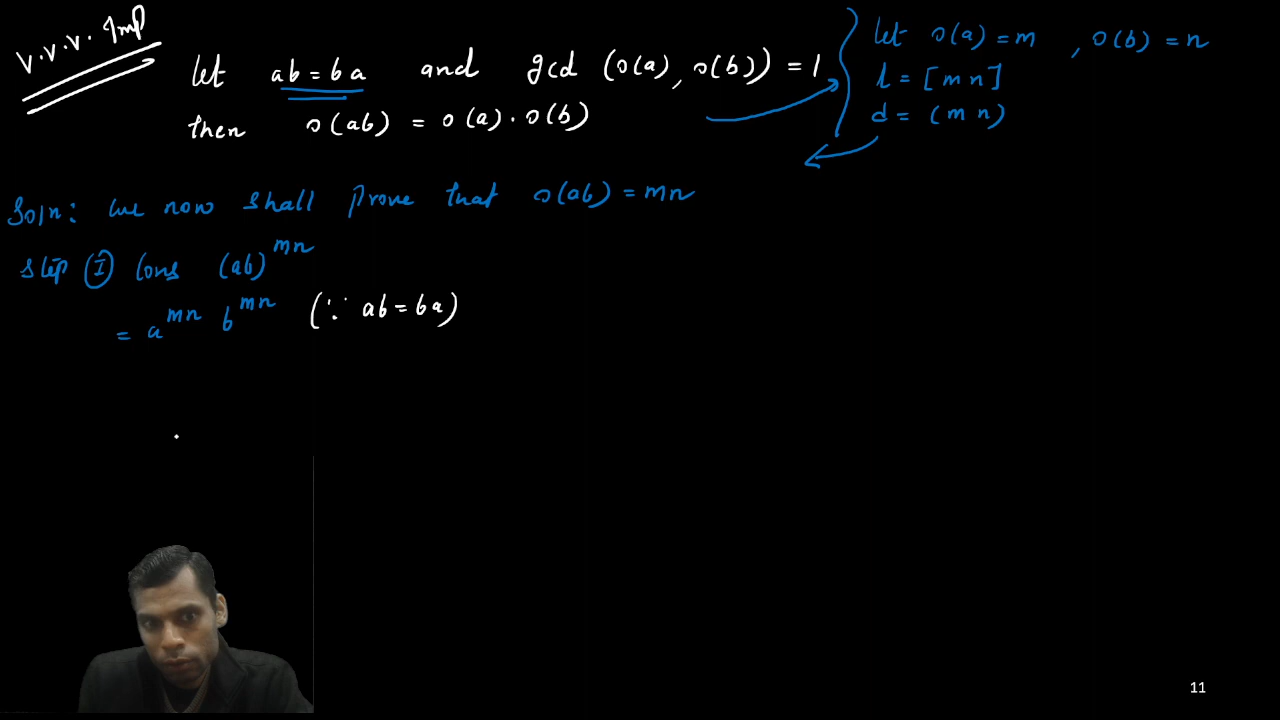 V.V.V. Imp
let ab = ba and gcd (o(a), o(b)) = 1
then o(ab) = o(a) · o(b)
let o(a) = m , o(b) = n
l = [m n]
d = (m n)
Soln: we now shall prove that o(ab) = mn
Step (I) Cons (ab)^mn
= a^mn b^mn (∵ ab = ba)
11